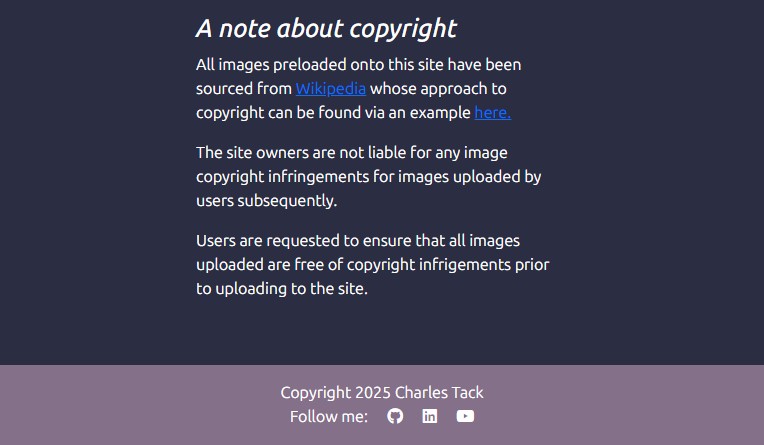 A note about copyright
All images preloaded onto this site have been
sourced from Wikipedia whose approach to
copyright can be found via an example here.
The site owners are not liable for any image
copyright infringements for images uploaded by
users subsequently.
Users are requested to ensure that all images
uploaded are free of copyright infrigements prior
to uploading to the site.
Copyright 2025 Charles Tack
Follow me: